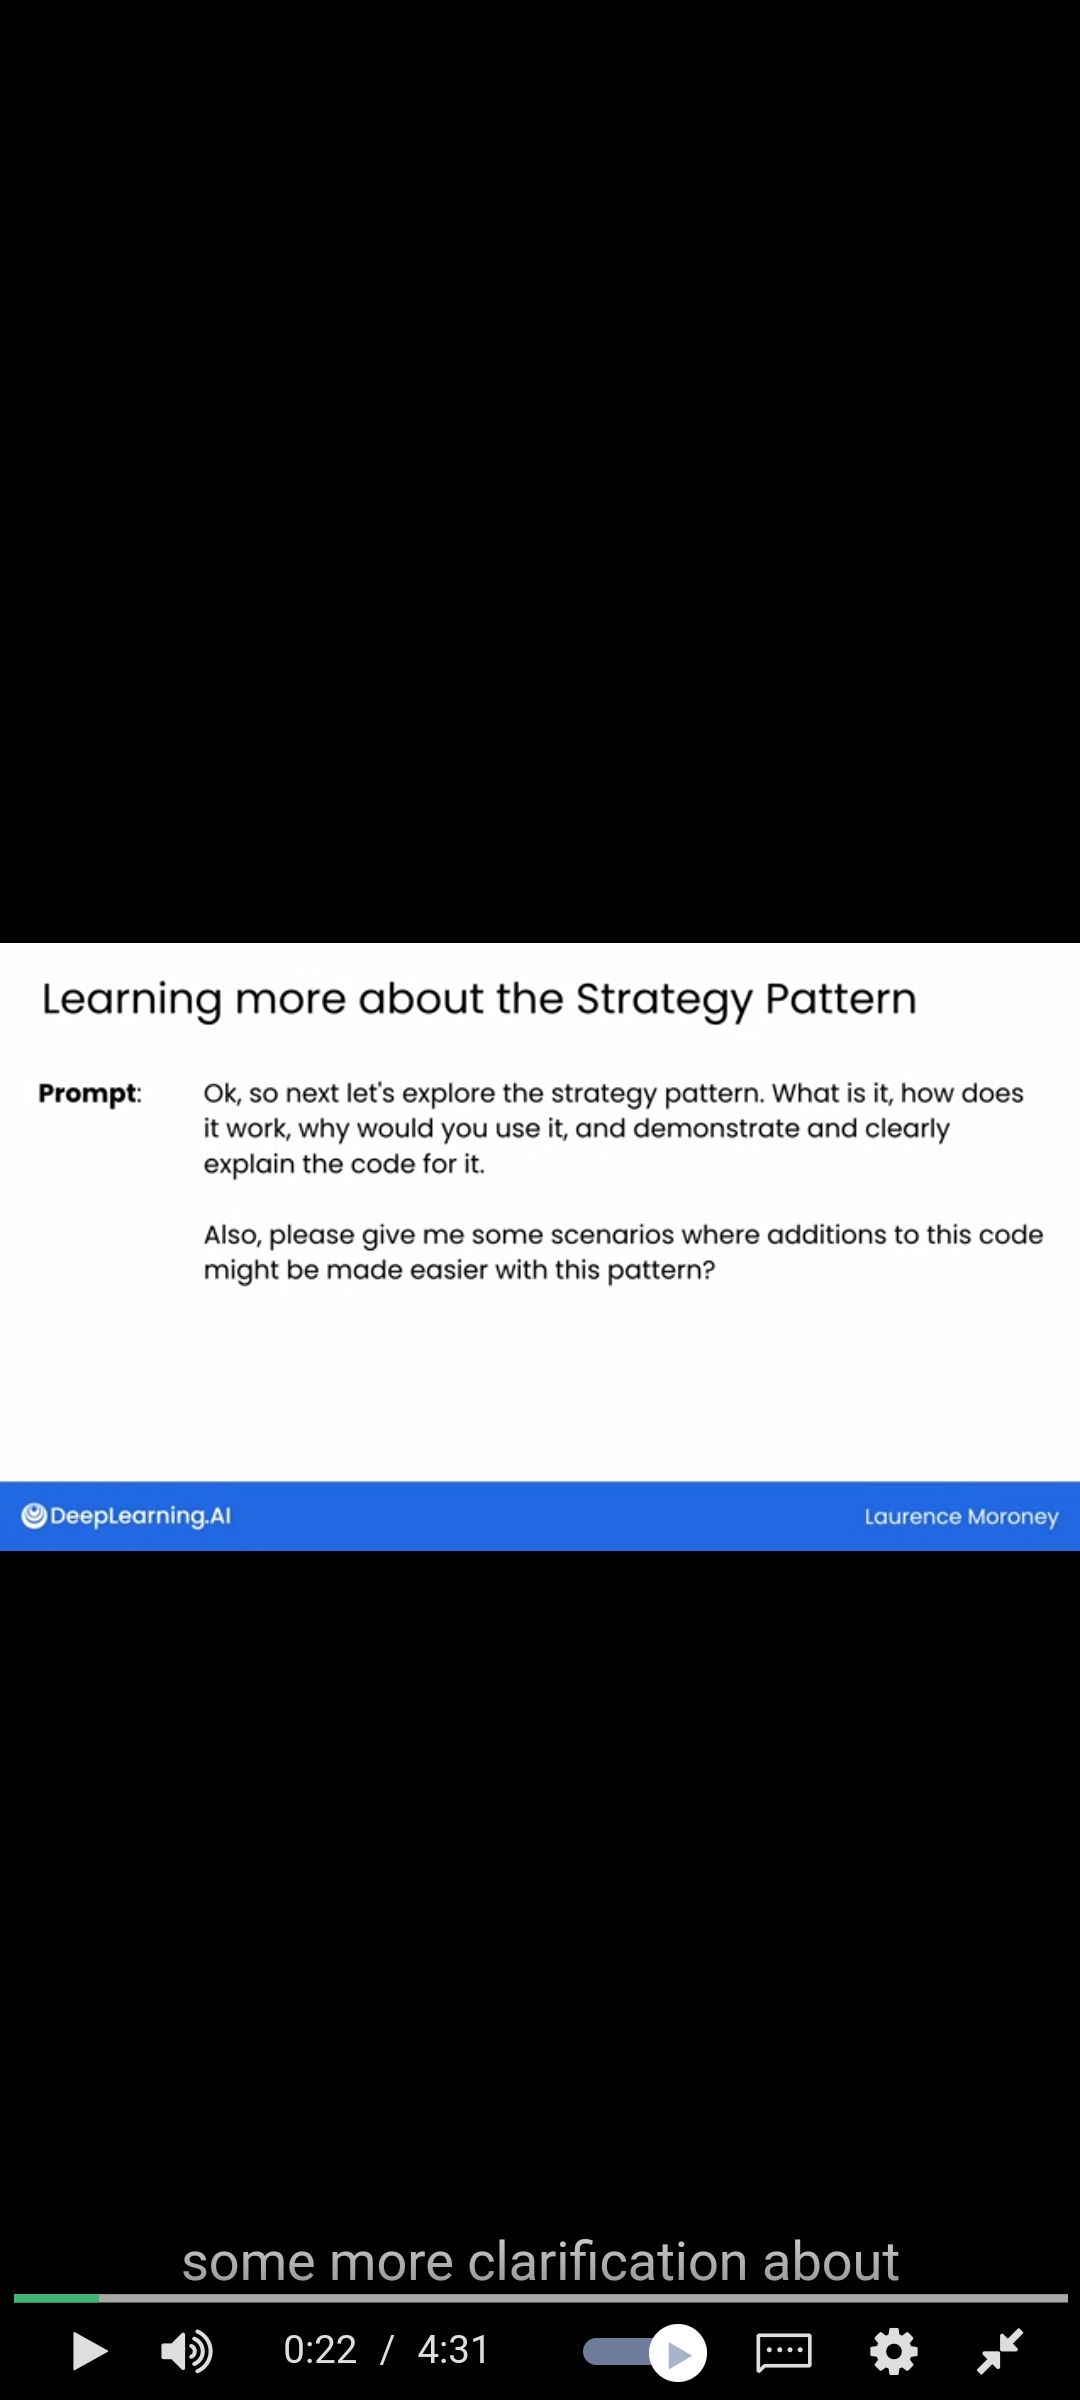 Learning more about the Strategy Pattern
Prompt: Ok, so next let's explore the strategy pattern. What is it, how does
it work, why would you use it, and demonstrate and clearly
explain the code for it.
Also, please give me some scenarios where additions to this code
might be made easier with this pattern?
DeepLearning.AI
Laurence Moroney
some more clarification about
0:22 / 4:31